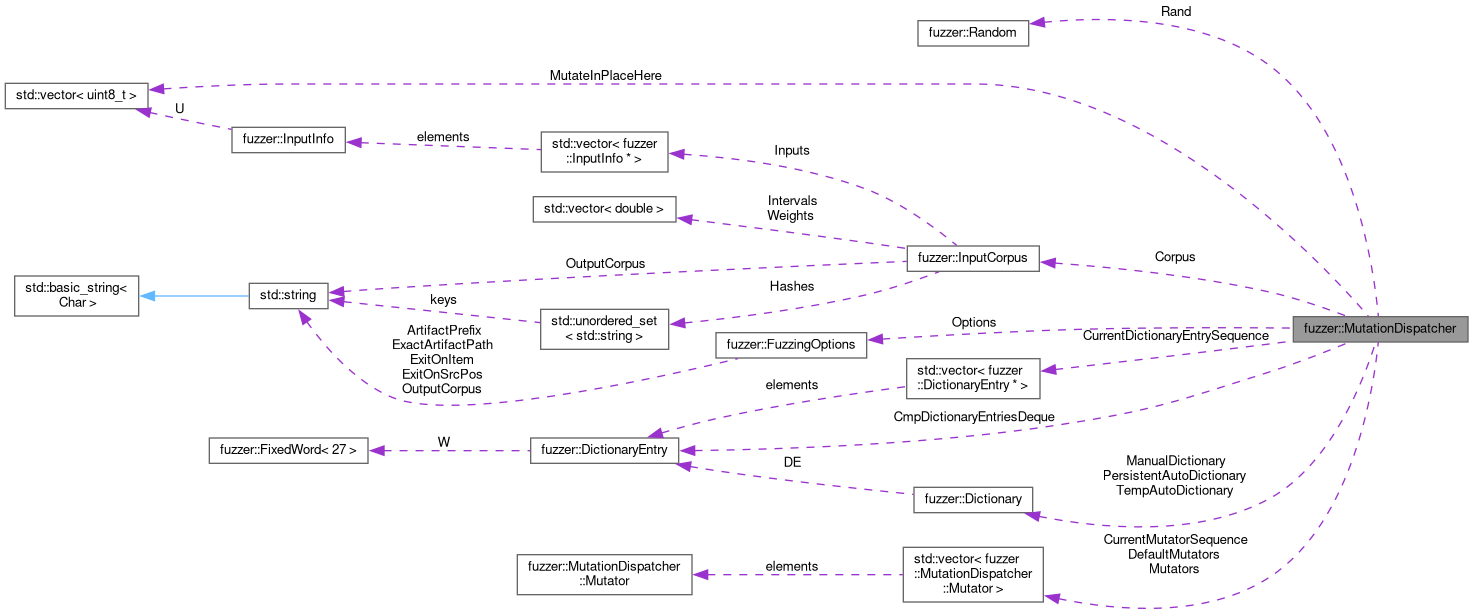 Rand
fuzzer::Random
MutateInPlaceHere
std::vector< uint8_t >
U
fuzzer::InputInfo
elements
std::vector< fuzzer
::InputInfo * >
Inputs
std::vector< double >
Intervals
Weights
fuzzer::InputCorpus
Corpus
OutputCorpus
std::basic_string<
Char >
std::string
keys
Hashes
std::unordered_set
< std::string >
ArtifactPrefix
ExactArtifactPath
ExitOnItem
ExitOnSrcPos
OutputCorpus
fuzzer::FuzzingOptions
Options
fuzzer::MutationDispatcher
CurrentDictionaryEntrySequence
std::vector< fuzzer
::DictionaryEntry * >
elements
CmpDictionaryEntriesDeque
fuzzer::FixedWord< 27 >
W
fuzzer::DictionaryEntry
DE
fuzzer::Dictionary
ManualDictionary
PersistentAutoDictionary
TempAutoDictionary
CurrentMutatorSequence
DefaultMutators
Mutators
fuzzer::MutationDispatcher
::Mutator
elements
std::vector< fuzzer
::MutationDispatcher
::Mutator >